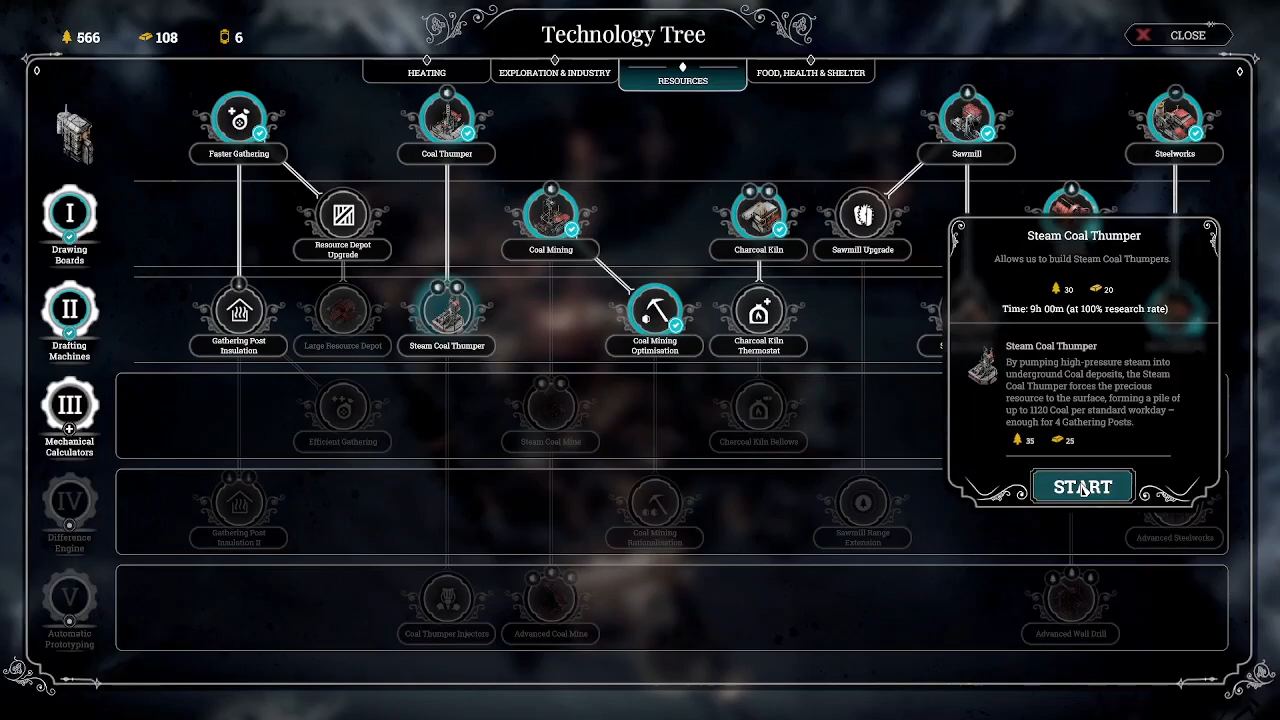 566
108
6
Technology Tree
CLOSE
HEATING
EXPLORATION & INDUSTRY
RESOURCES
FOOD, HEALTH & SHELTER
Faster Gathering
Coal Thumper
Sawmill
Steelworks
I
Drawing
Boards
Resource Depot
Upgrade
Coal Mining
Charcoal Kiln
Sawmill Upgrade
II
Drafting
Machines
Gathering Post
Insulation
Large Resource Depot
Steam Coal Thumper
Coal Mining
Optimisation
Charcoal Kiln
Thermostat
III
Mechanical
Calculators
Efficient Gathering
Steam Coal Mine
Charcoal Kiln Bellows
IV
Difference
Engine
Gathering Post
Insulation II
Coal Mining
Rationalisation
Sawmill Range
Extension
Advanced Steelworks
V
Automatic
Prototyping
Coal Thumper Injectors
Advanced Coal Mine
Advanced Wall Drill
Steam Coal Thumper
Allows us to build Steam Coal Thumpers.
30 20
Time: 9h 00m (at 100% research rate)
Steam Coal Thumper
By pumping high-pressure steam into
underground Coal deposits, the Steam
Coal Thumper forces the precious
resource to the surface, forming a pile of
up to 1120 Coal per standard workday –
enough for 4 Gathering Posts.
35 25
START